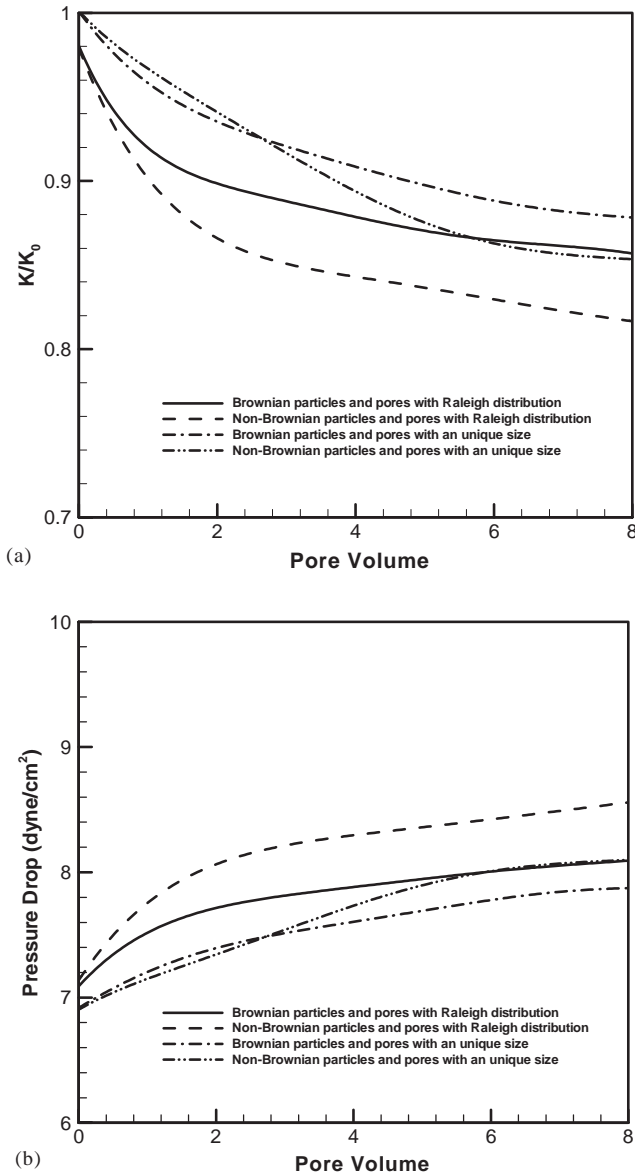 1
0.9
0.8
0.7
K/K0
Brownian particles and pores with Raleigh distribution
Non-Brownian particles and pores with Raleigh distribution
Brownian particles and pores with an unique size
Non-Brownian particles and pores with an unique size
0 2 4 6 8
(a)
Pore Volume
10
9
8
7
6
Pressure Drop (dyne/cm²)
Brownian particles and pores with Raleigh distribution
Non-Brownian particles and pores with Raleigh distribution
Brownian particles and pores with an unique size
Non-Brownian particles and pores with an unique size
0 2 4 6 8
(b)
Pore Volume